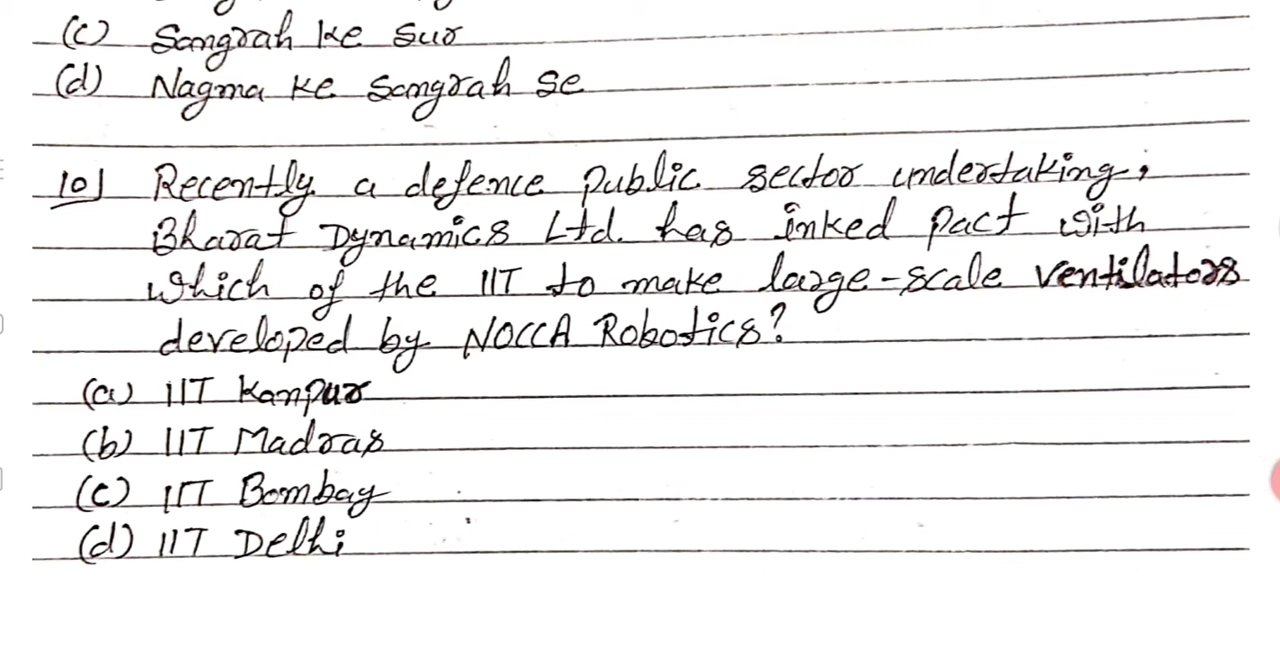 (c) Sangrah ke sur
(d) Nagma ke Sangrah se
10) Recently a defence public sector undertaking,
Bharat Dynamics Ltd. has inked pact with
which of the IIT to make large-scale ventilators
developed by NOCCA Robotics?
(a) IIT Kanpur
(b) IIT Madras
(c) IIT Bombay
(d) IIT Delhi